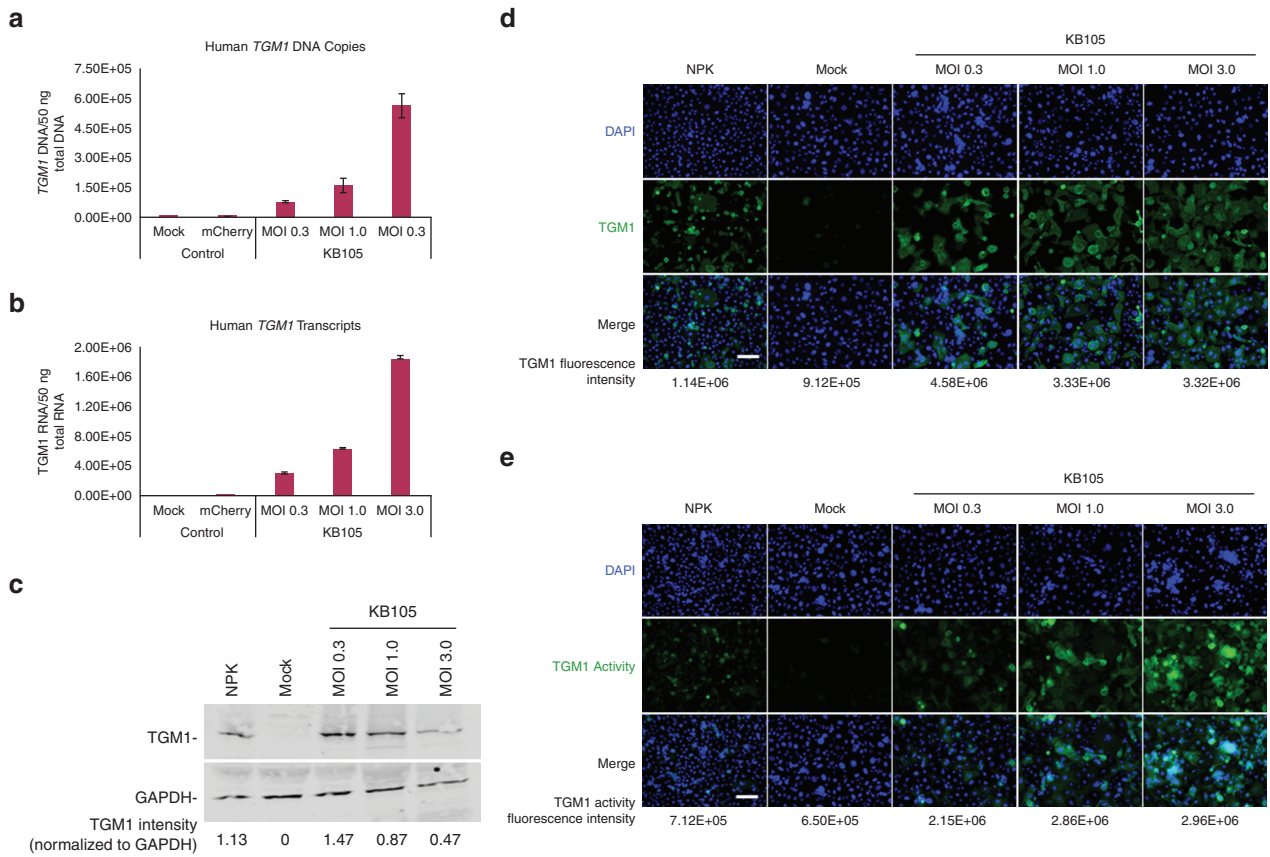 a
Human TGM1 DNA Copies
TGM1 DNA/50 ng
total DNA
7.50E+05
6.00E+05
4.50E+05
3.00E+05
1.50E+05
0.00E+00
Mock mCherry MOI 0.3 MOI 1.0 MOI 0.3
Control KB105
b
Human TGM1 Transcripts
TGM1 RNA/50 ng
total RNA
2.00E+06
1.60E+06
1.20E+06
8.00E+05
4.00E+05
0.00E+00
Mock mCherry MOI 0.3 MOI 1.0 MOI 3.0
Control KB105
c
KB105
NPK Mock MOI 0.3 MOI 1.0 MOI 3.0
TGM1-
GAPDH-
TGM1 intensity
(normalized to GAPDH)
1.13 0 1.47 0.87 0.47
d
KB105
NPK Mock MOI 0.3 MOI 1.0 MOI 3.0
DAPI
TGM1
Merge
TGM1 fluorescence
intensity
1.14E+06 9.12E+05 4.58E+06 3.33E+06 3.32E+06
e
KB105
NPK Mock MOI 0.3 MOI 1.0 MOI 3.0
DAPI
TGM1 Activity
Merge
TGM1 activity
fluorescence intensity
7.12E+05 6.50E+05 2.15E+06 2.86E+06 2.96E+06